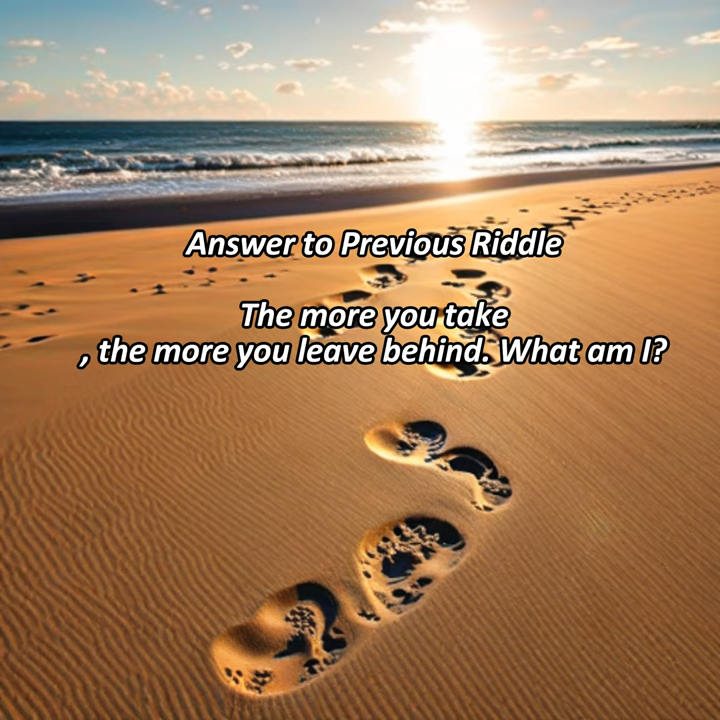 Answer to Previous Riddle
The more you take
, the more you leave behind. What am I?